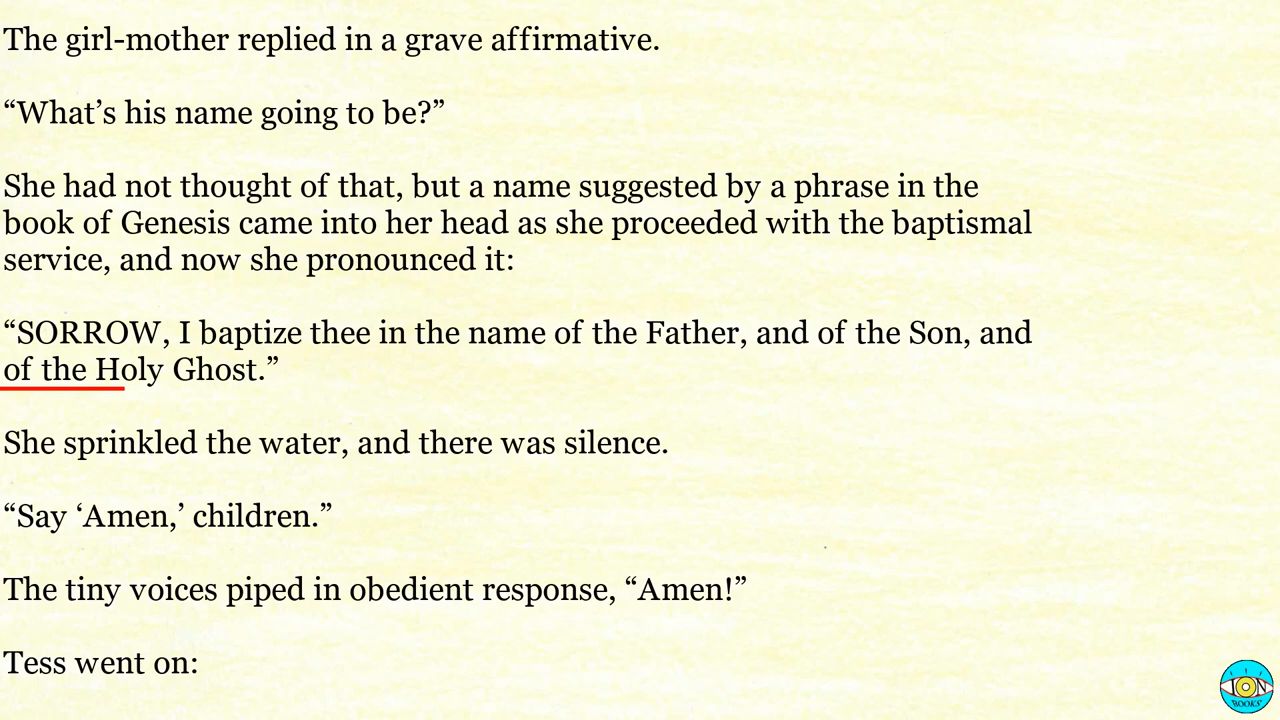 The girl-mother replied in a grave affirmative.
“What’s his name going to be?”
She had not thought of that, but a name suggested by a phrase in the
book of Genesis came into her head as she proceeded with the baptismal
service, and now she pronounced it:
“SORROW, I baptize thee in the name of the Father, and of the Son, and
of the Holy Ghost.”
She sprinkled the water, and there was silence.
“Say ‘Amen,’ children.”
The tiny voices piped in obedient response, “Amen!”
Tess went on:
ION
BOOKS